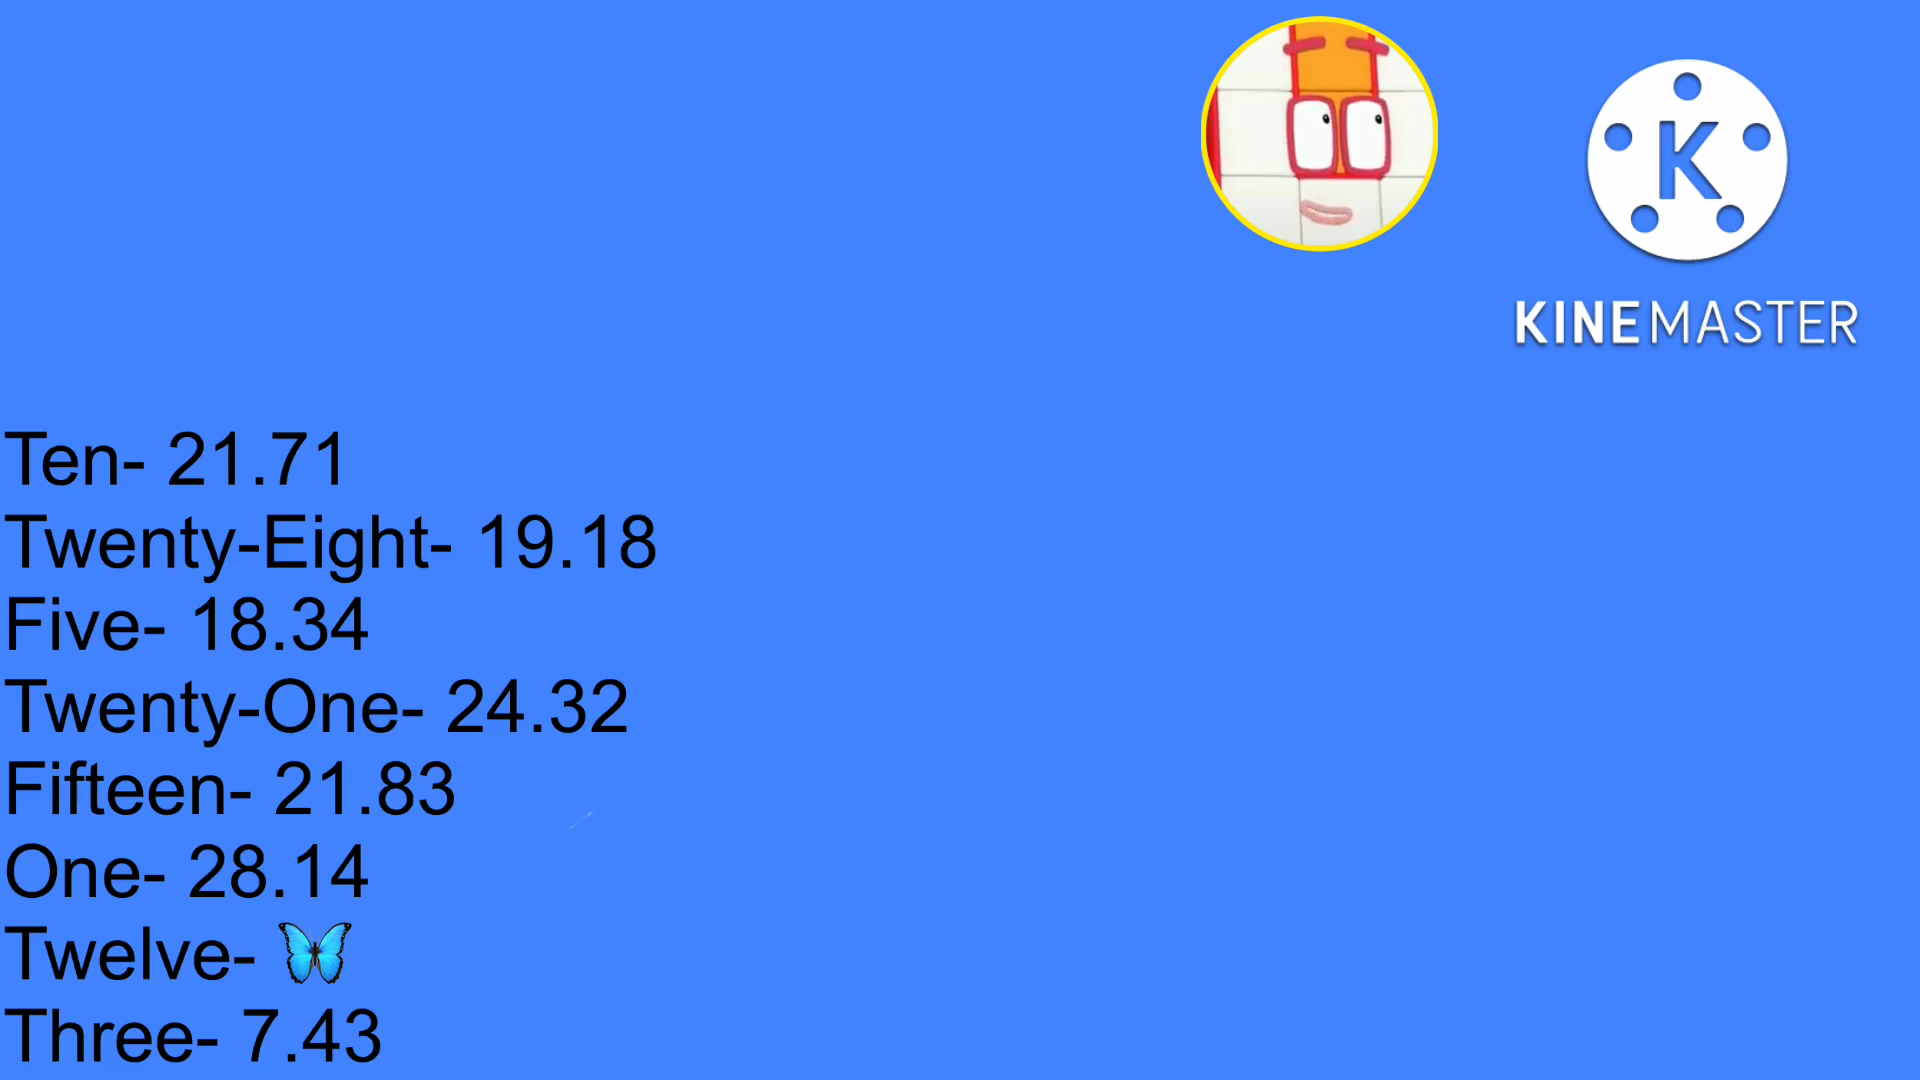 K
KINEMASTER
Ten- 21.71
Twenty-Eight- 19.18
Five- 18.34
Twenty-One- 24.32
Fifteen- 21.83
One- 28.14
Twelve- 🦋
Three- 7.43